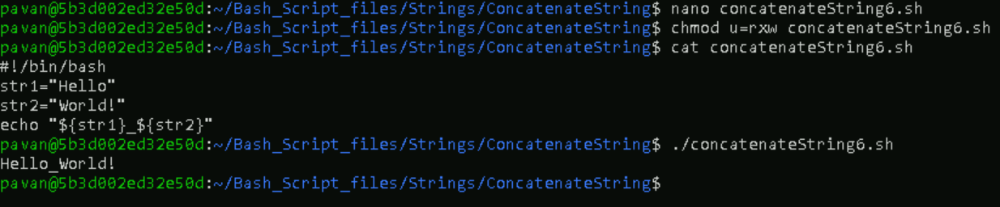 pavan@5b3d002ed32e50d:~/Bash_Script_files/Strings/ConcatenateString$ nano concatenateString6.sh
pavan@5b3d002ed32e50d:~/Bash_Script_files/Strings/ConcatenateString$ chmod u=rxw concatenateString6.sh
pavan@5b3d002ed32e50d:~/Bash_Script_files/Strings/ConcatenateString$ cat concatenateString6.sh
#!/bin/bash
str1="Hello"
str2="World!"
echo "${str1}_${str2}"
pavan@5b3d002ed32e50d:~/Bash_Script_files/Strings/ConcatenateString$ ./concatenateString6.sh
Hello_World!
pavan@5b3d002ed32e50d:~/Bash_Script_files/Strings/ConcatenateString$